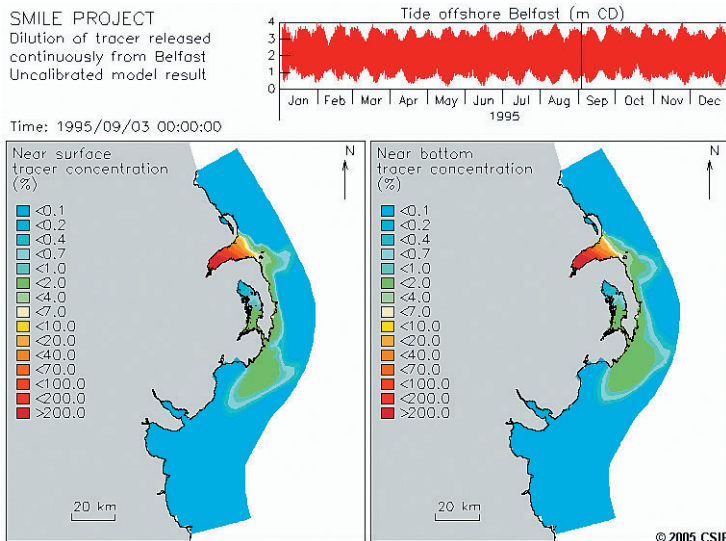 SMILE PROJECT
Dilution of tracer released
continuously from Belfast
Uncalibrated model result
Time: 1995/09/03 00:00:00
Tide offshore Belfast (m CD)
4
3
2
1
0
Jan Feb Mar Apr May Jun Jul Aug Sep Oct Nov Dec
1995
Near surface
tracer concentration
(%)
N
<0.1
<0.2
<0.4
<0.7
<1.0
<2.0
<4.0
<7.0
<10.0
<20.0
<40.0
<70.0
<100.0
<200.0
>200.0
20 km
Near bottom
tracer concentration
(%)
N
<0.1
<0.2
<0.4
<0.7
<1.0
<2.0
<4.0
<7.0
<10.0
<20.0
<40.0
<70.0
<100.0
<200.0
>200.0
20 km